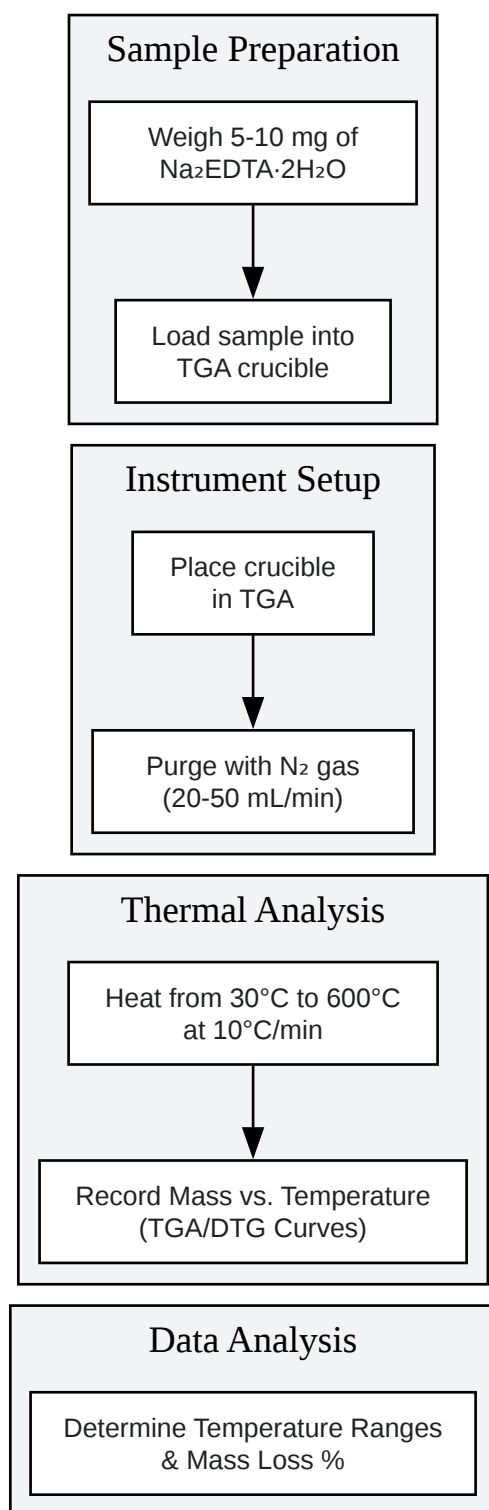 Sample Preparation
Weigh 5-10 mg of
Na₂EDTA·2H₂O
Load sample into
TGA crucible
Instrument Setup
Place crucible
in TGA
Purge with N₂ gas
(20-50 mL/min)
Thermal Analysis
Heat from 30°C to 600°C
at 10°C/min
Record Mass vs. Temperature
(TGA/DTG Curves)
Data Analysis
Determine Temperature Ranges
& Mass Loss %